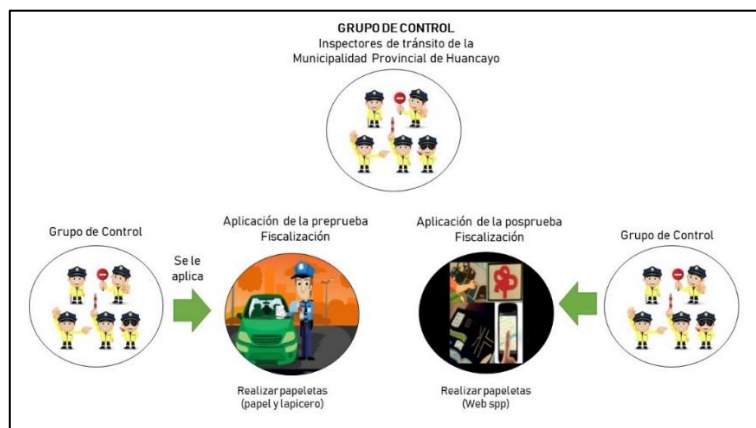 GRUPO DE CONTROL
Inspectores de tránsito de la
Municipalidad Provincial de Huancayo
Grupo de Control
Se le
aplica
Aplicación de la preprueba
Fiscalización
Realizar papeletas
(papel y lapicero)
Aplicación de la posprueba
Fiscalización
Realizar papeletas
(Web spp)
Grupo de Control